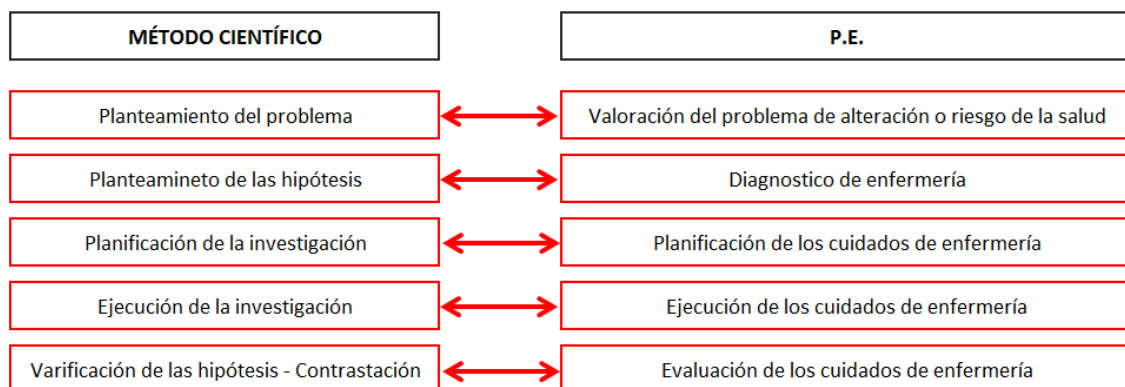 MÉTODO CIENTÍFICO
P.E.
Planteamiento del problema
Valoración del problema de alteración o riesgo de la salud
Planteamineto de las hipótesis
Diagnostico de enfermería
Planificación de la investigación
Planificación de los cuidados de enfermería
Ejecución de la investigación
Ejecución de los cuidados de enfermería
Varificación de las hipótesis - Contrastación
Evaluación de los cuidados de enfermería